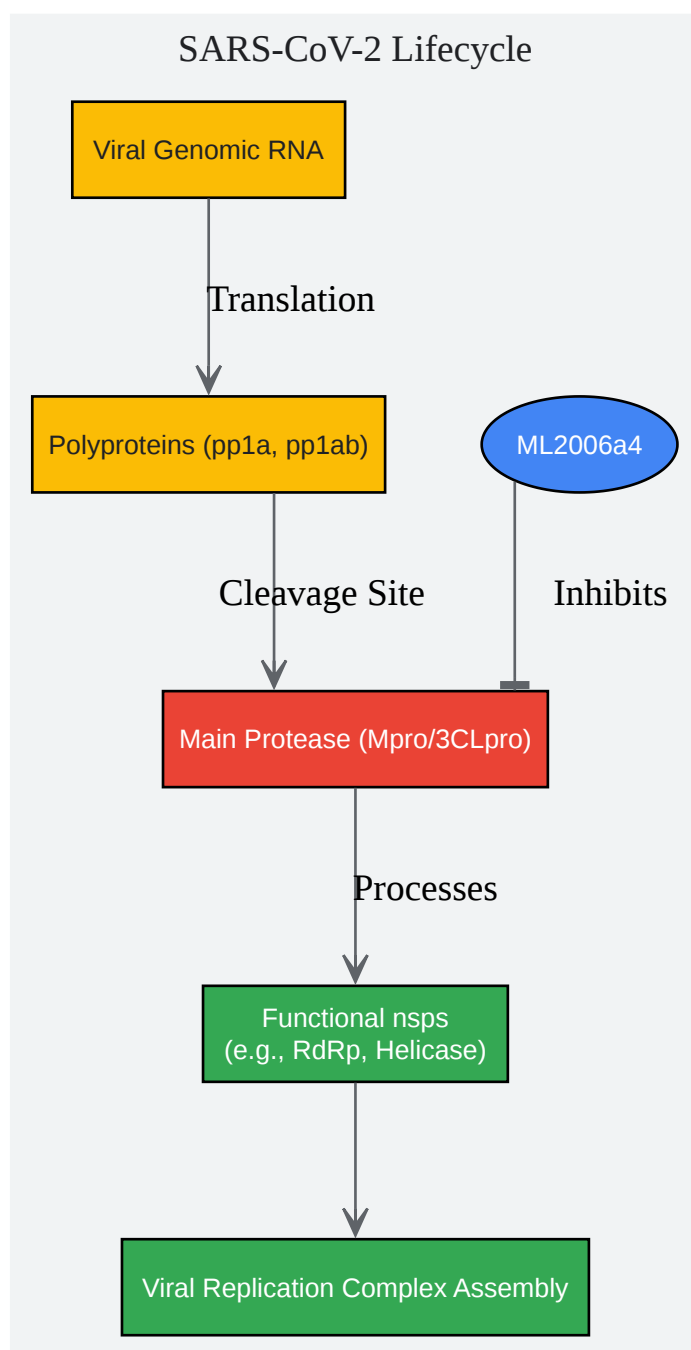 SARS-CoV-2 Lifecycle
Viral Genomic RNA
Translation
Polyproteins (pp1a, pp1ab)
ML2006a4
Cleavage Site
Inhibits
Main Protease (Mpro/3CLpro)
Processes
Functional nsps
(e.g., RdRp, Helicase)
Viral Replication Complex Assembly